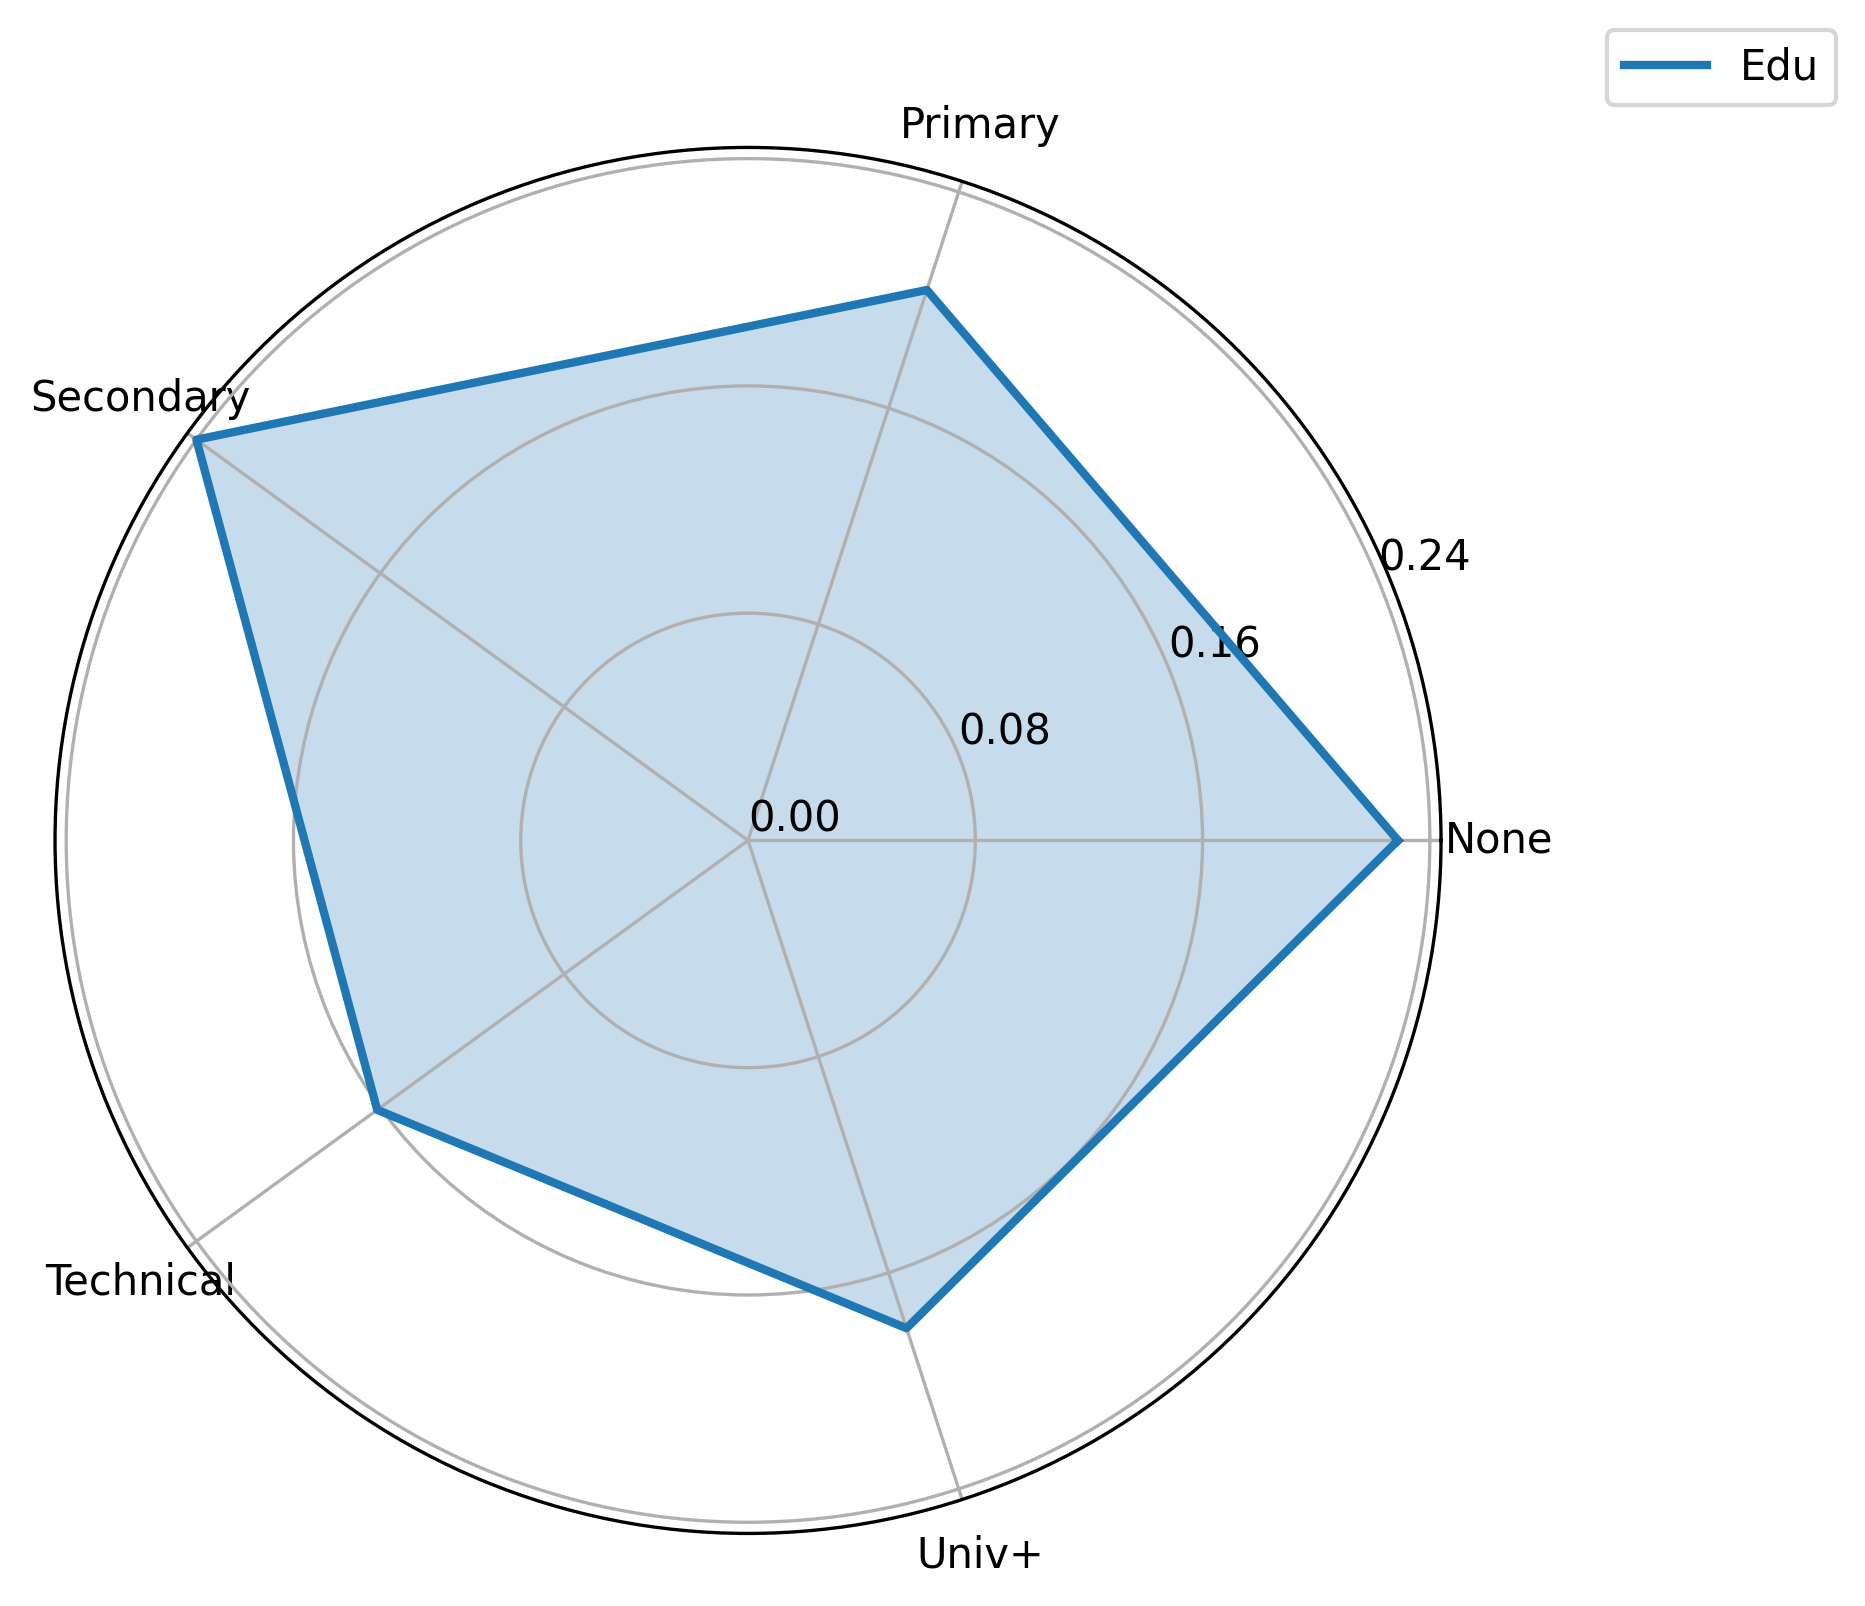 Edu
Primary
Secondary
0.24
0.16
0.08
0.00
None
Technical
Univ+